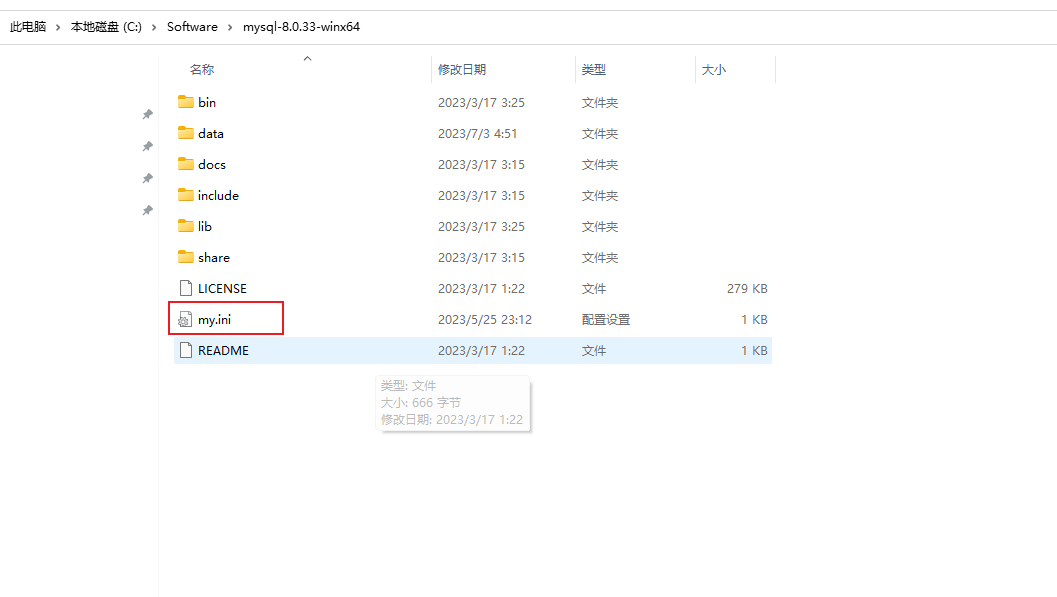 此电脑 › 本地磁盘 (C:) › Software › mysql-8.0.33-winx64
名称 修改日期 类型 大小
bin 2023/3/17 3:25 文件夹
data 2023/7/3 4:51 文件夹
docs 2023/3/17 3:15 文件夹
include 2023/3/17 3:15 文件夹
lib 2023/3/17 3:25 文件夹
share 2023/3/17 3:15 文件夹
LICENSE 2023/3/17 1:22 文件 279 KB
my.ini 2023/5/25 23:12 配置设置 1 KB
README 2023/3/17 1:22 文件 1 KB
类型: 文件
大小: 666 字节
修改日期: 2023/3/17 1:22